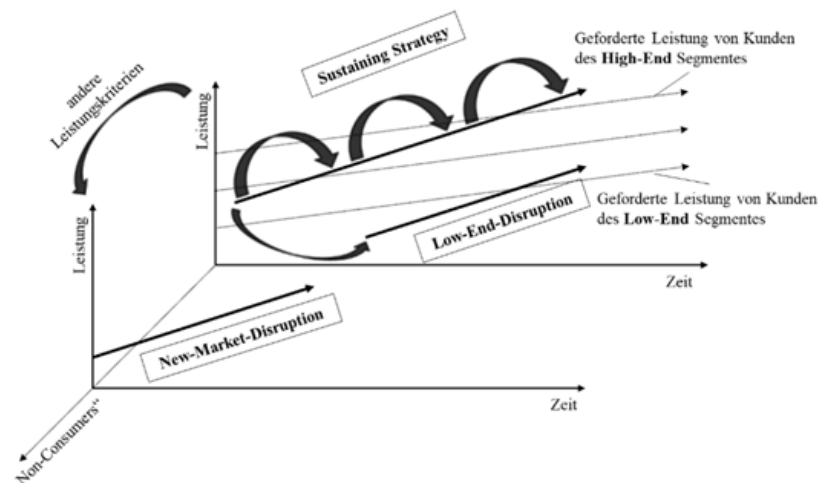 Sustaining Strategy
Geforderte Leistung von Kunden
des High-End Segmentes
andere
Leistungskriterien
Leistung
Geforderte Leistung von Kunden
des Low-End Segmentes
Low-End-Disruption
Zeit
Leistung
New-Market-Disruption
Zeit
Non-Consumers“